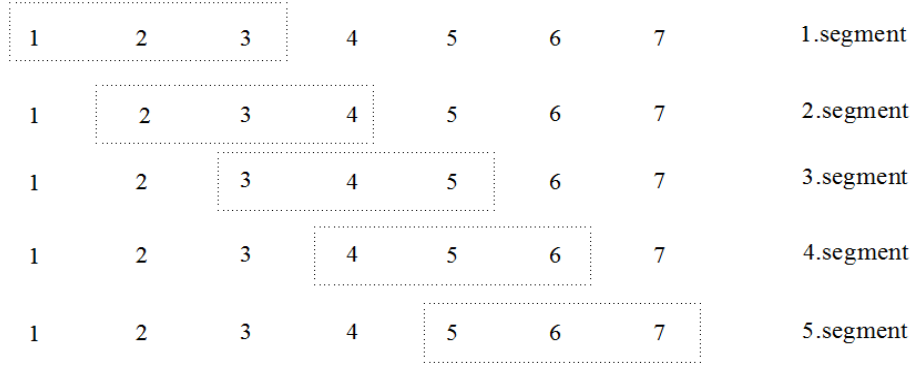 1 2 3 4 5 6 7 1.segment
1 2 3 4 5 6 7 2.segment
1 2 3 4 5 6 7 3.segment
1 2 3 4 5 6 7 4.segment
1 2 3 4 5 6 7 5.segment